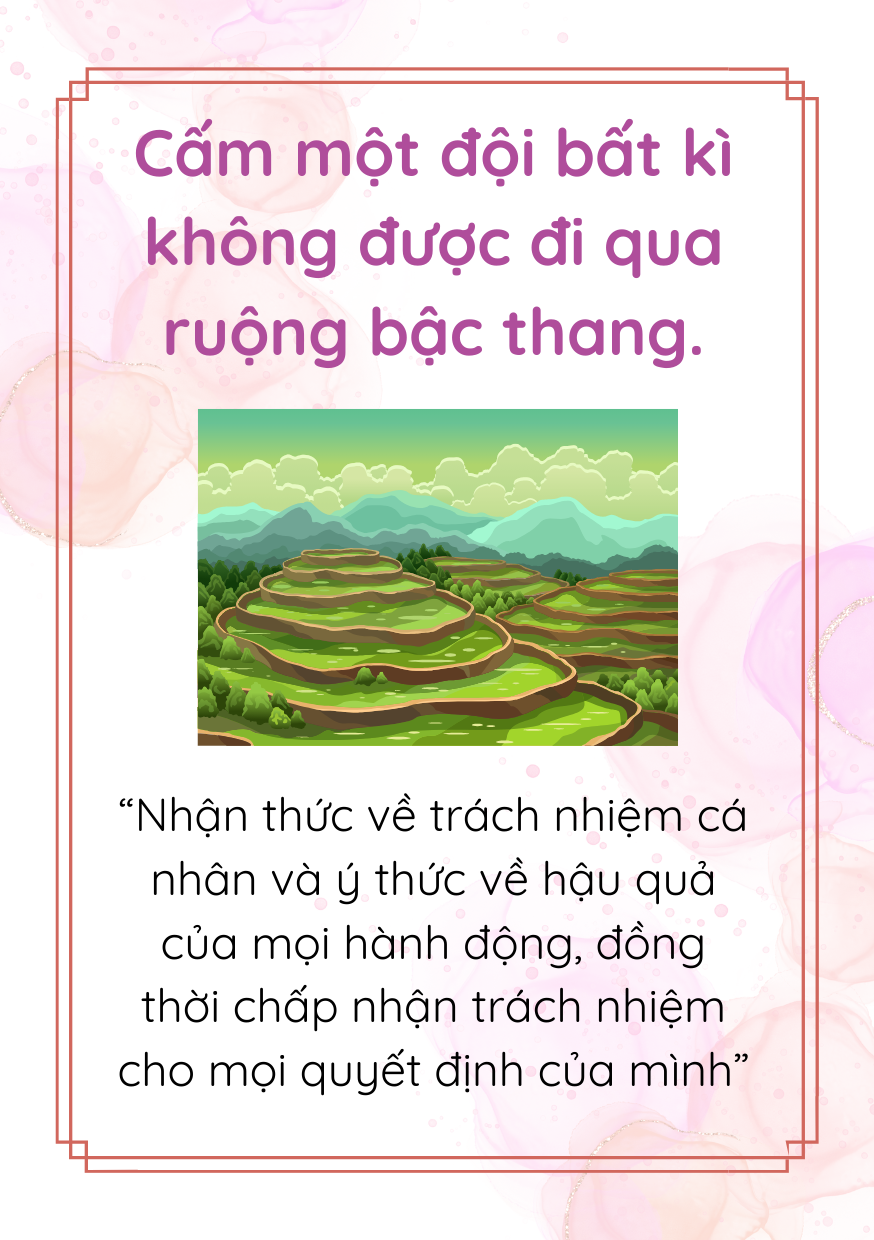 Cấm một đội bất kì
không được đi qua
ruộng bậc thang.
“Nhận thức về trách nhiệm cá
nhân và ý thức về hậu quả
của mọi hành động, đồng
thời chấp nhận trách nhiệm
cho mọi quyết định của mình”